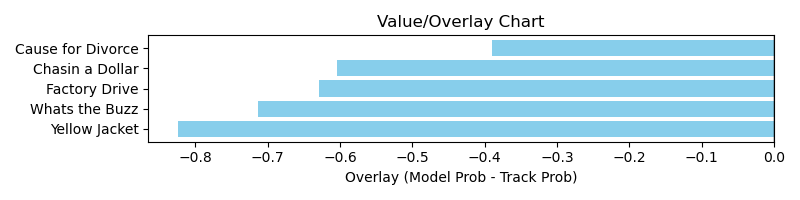 Value/Overlay Chart
Cause for Divorce
Chasin a Dollar
Factory Drive
Whats the Buzz
Yellow Jacket
−0.8 −0.7 −0.6 −0.5 −0.4 −0.3 −0.2 −0.1 0.0
Overlay (Model Prob - Track Prob)